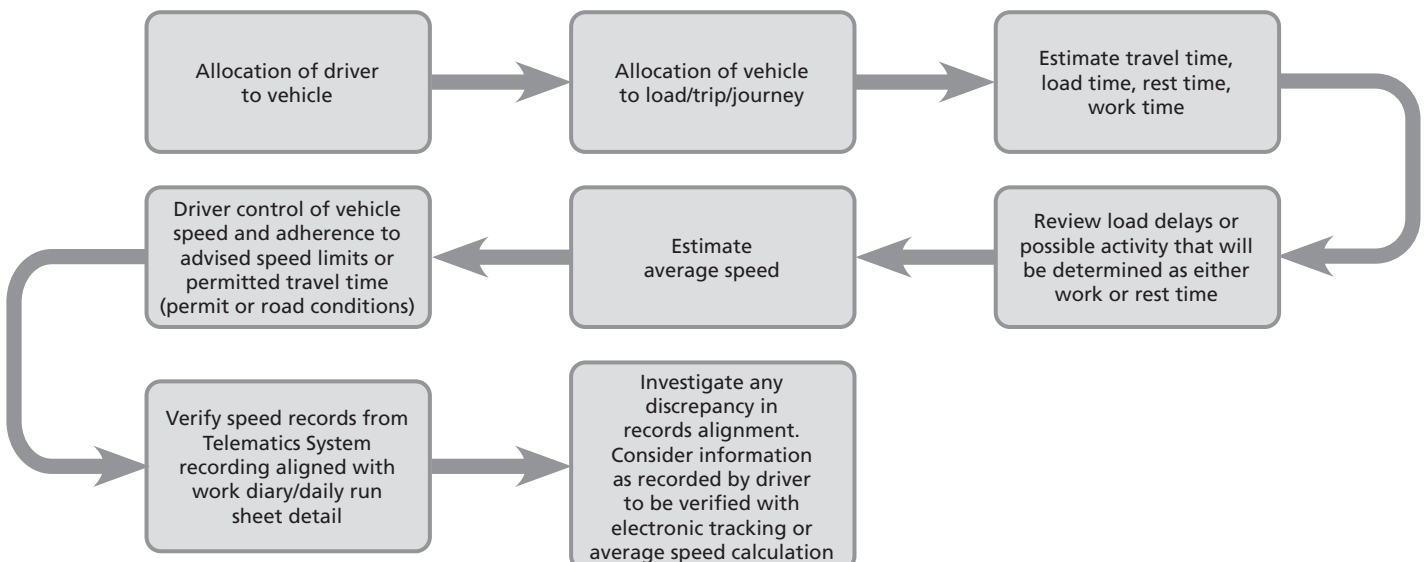 Allocation of driver
to vehicle
Allocation of vehicle
to load/trip/journey
Estimate travel time,
load time, rest time,
work time
Review load delays or
possible activity that will
be determined as either
work or rest time
Estimate
average speed
Driver control of vehicle
speed and adherence to
advised speed limits or
permitted travel time
(permit or road conditions)
Verify speed records from
Telematics System
recording aligned with
work diary/daily run
sheet detail
Investigate any
discrepancy in
records alignment.
Consider information
as recorded by driver
to be verified with
electronic tracking or
average speed calculation